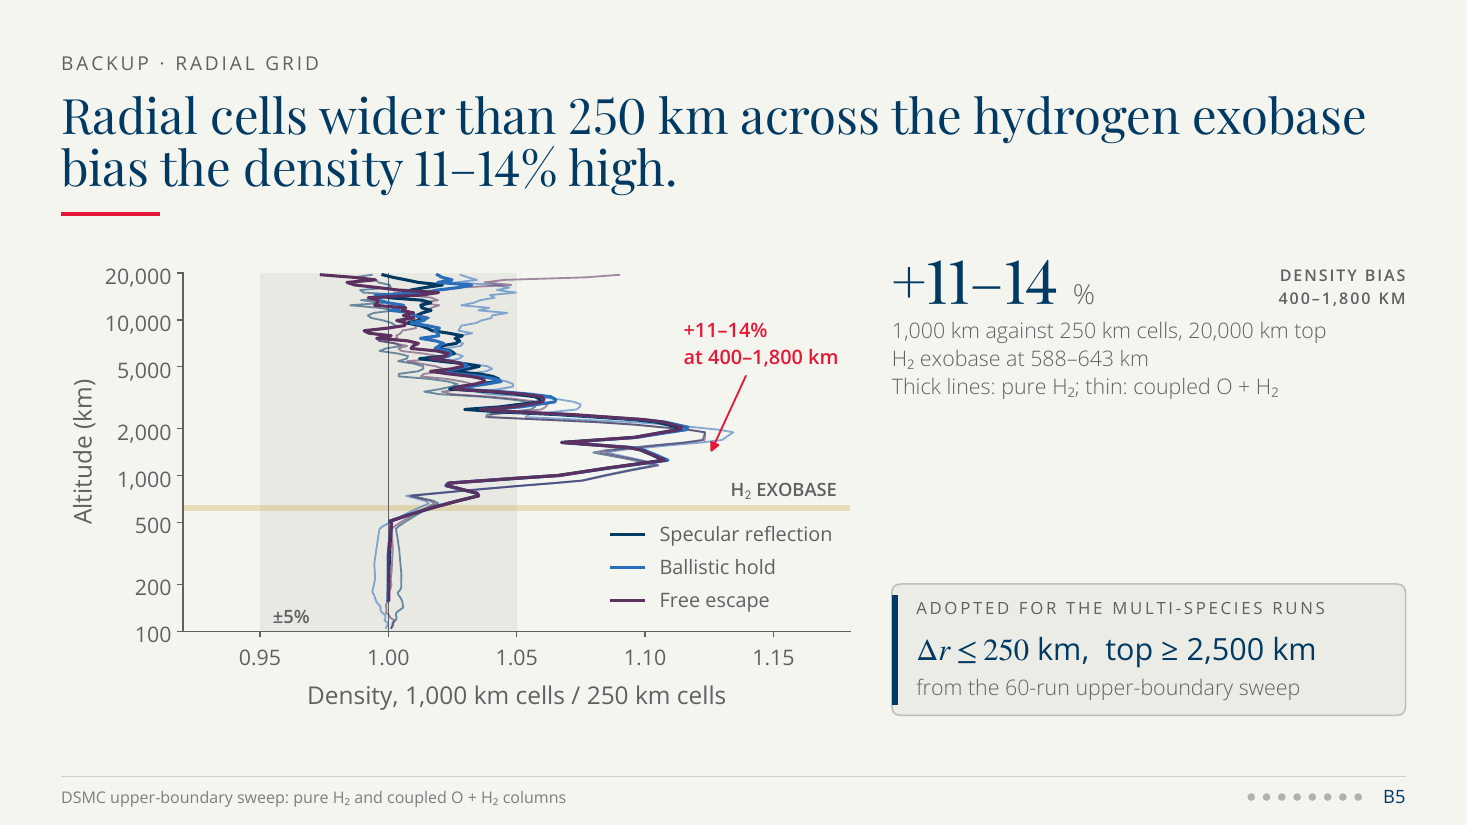 BACKUP · RADIAL GRID
Radial cells wider than 250 km across the hydrogen exobase
bias the density 11–14% high.
20,000
10,000
5,000
2,000
1,000
500
200
100
Altitude (km)
0.95
1.00
1.05
1.10
1.15
Density, 1,000 km cells / 250 km cells
±5%
+11–14%
at 400–1,800 km
H₂ EXOBASE
Specular reflection
Ballistic hold
Free escape
+11–14 %
DENSITY BIAS
400–1,800 KM
1,000 km against 250 km cells, 20,000 km top
H₂ exobase at 588–643 km
Thick lines: pure H₂; thin: coupled O + H₂
ADOPTED FOR THE MULTI-SPECIES RUNS
Δr ≤ 250 km, top ≥ 2,500 km
from the 60-run upper-boundary sweep
DSMC upper-boundary sweep: pure H₂ and coupled O + H₂ columns
B5